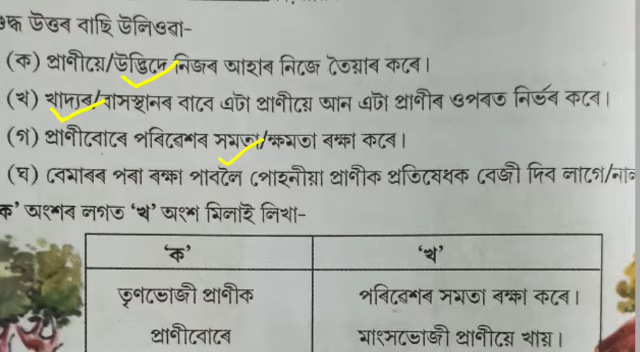 শুদ্ধ উত্তৰ বাছি উলিওৱা-
(ক) প্ৰাণীয়ে/উদ্ভিদে নিজৰ আহাৰ নিজে তৈয়াৰ কৰে।
(খ) খাদ্যৰ/বাসস্থানৰ বাবে এটা প্ৰাণীয়ে আন এটা প্ৰাণীৰ ওপৰত নিৰ্ভৰ কৰে।
(গ) প্ৰাণীবোৰে পৰিৱেশৰ সমতা/ক্ষমতা ৰক্ষা কৰে।
(ঘ) বেমাৰৰ পৰা ৰক্ষা পাবলৈ পোহনীয়া প্ৰাণীক প্ৰতিষেধক বেজী দিব লাগে/
ক’ অংশৰ লগত ‘খ’ অংশ মিলাই লিখা-
‘ক’ ‘খ’
তৃণভোজী প্ৰাণীক পৰিৱেশৰ সমতা ৰক্ষা কৰে।
প্ৰাণীবোৰে মাংসভোজী প্ৰাণীয়ে খায়।